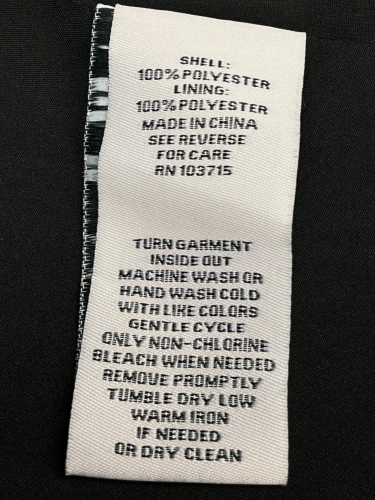 SHELL:
100% POLYESTER
LINING:
100% POLYESTER
MADE IN CHINA
SEE REVERSE
FOR CARE
RN 103715
TURN GARMENT
INSIDE OUT
MACHINE WASH OR
HAND WASH COLD
WITH LIKE COLORS
GENTLE CYCLE
ONLY NON-CHLORINE
BLEACH WHEN NEEDED
REMOVE PROMPTLY
TUMBLE DRY LOW
WARM IRON
IF NEEDED
OR DRY CLEAN